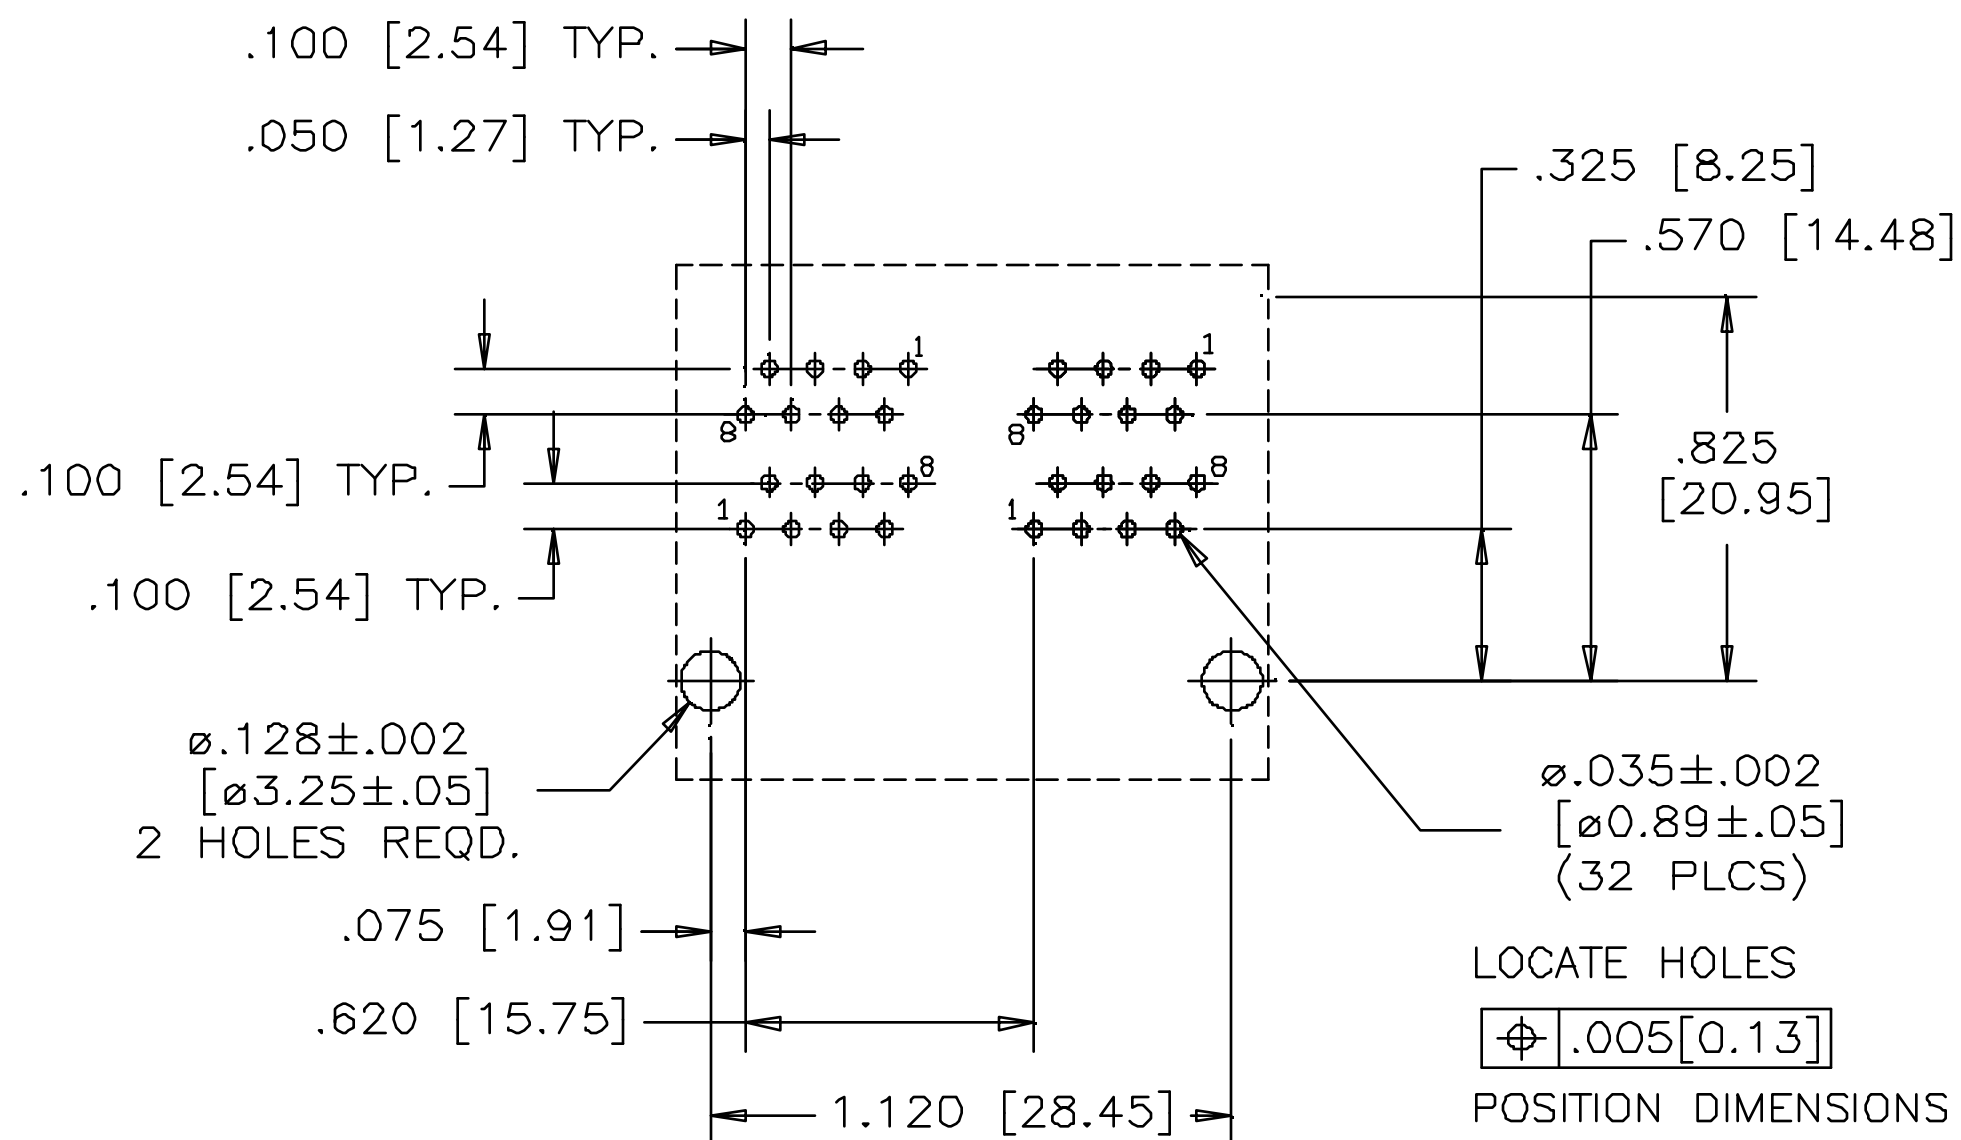 .100 [2.54] TYP.
.050 [1.27] TYP.
.325 [8.25]
.570 [14.48]
1
1
8
8
.825
[20.95]
8
8
.100 [2.54] TYP.
1
1
.100 [2.54] TYP.
ø.128±.002
[ø3.25±.05]
2 HOLES REQD.
ø.035±.002
[ø0.89±.05]
(32 PLCS)
.075 [1.91]
LOCATE HOLES
.620 [15.75]
⌖ .005[0.13]
1.120 [28.45]
POSITION DIMENSIONS